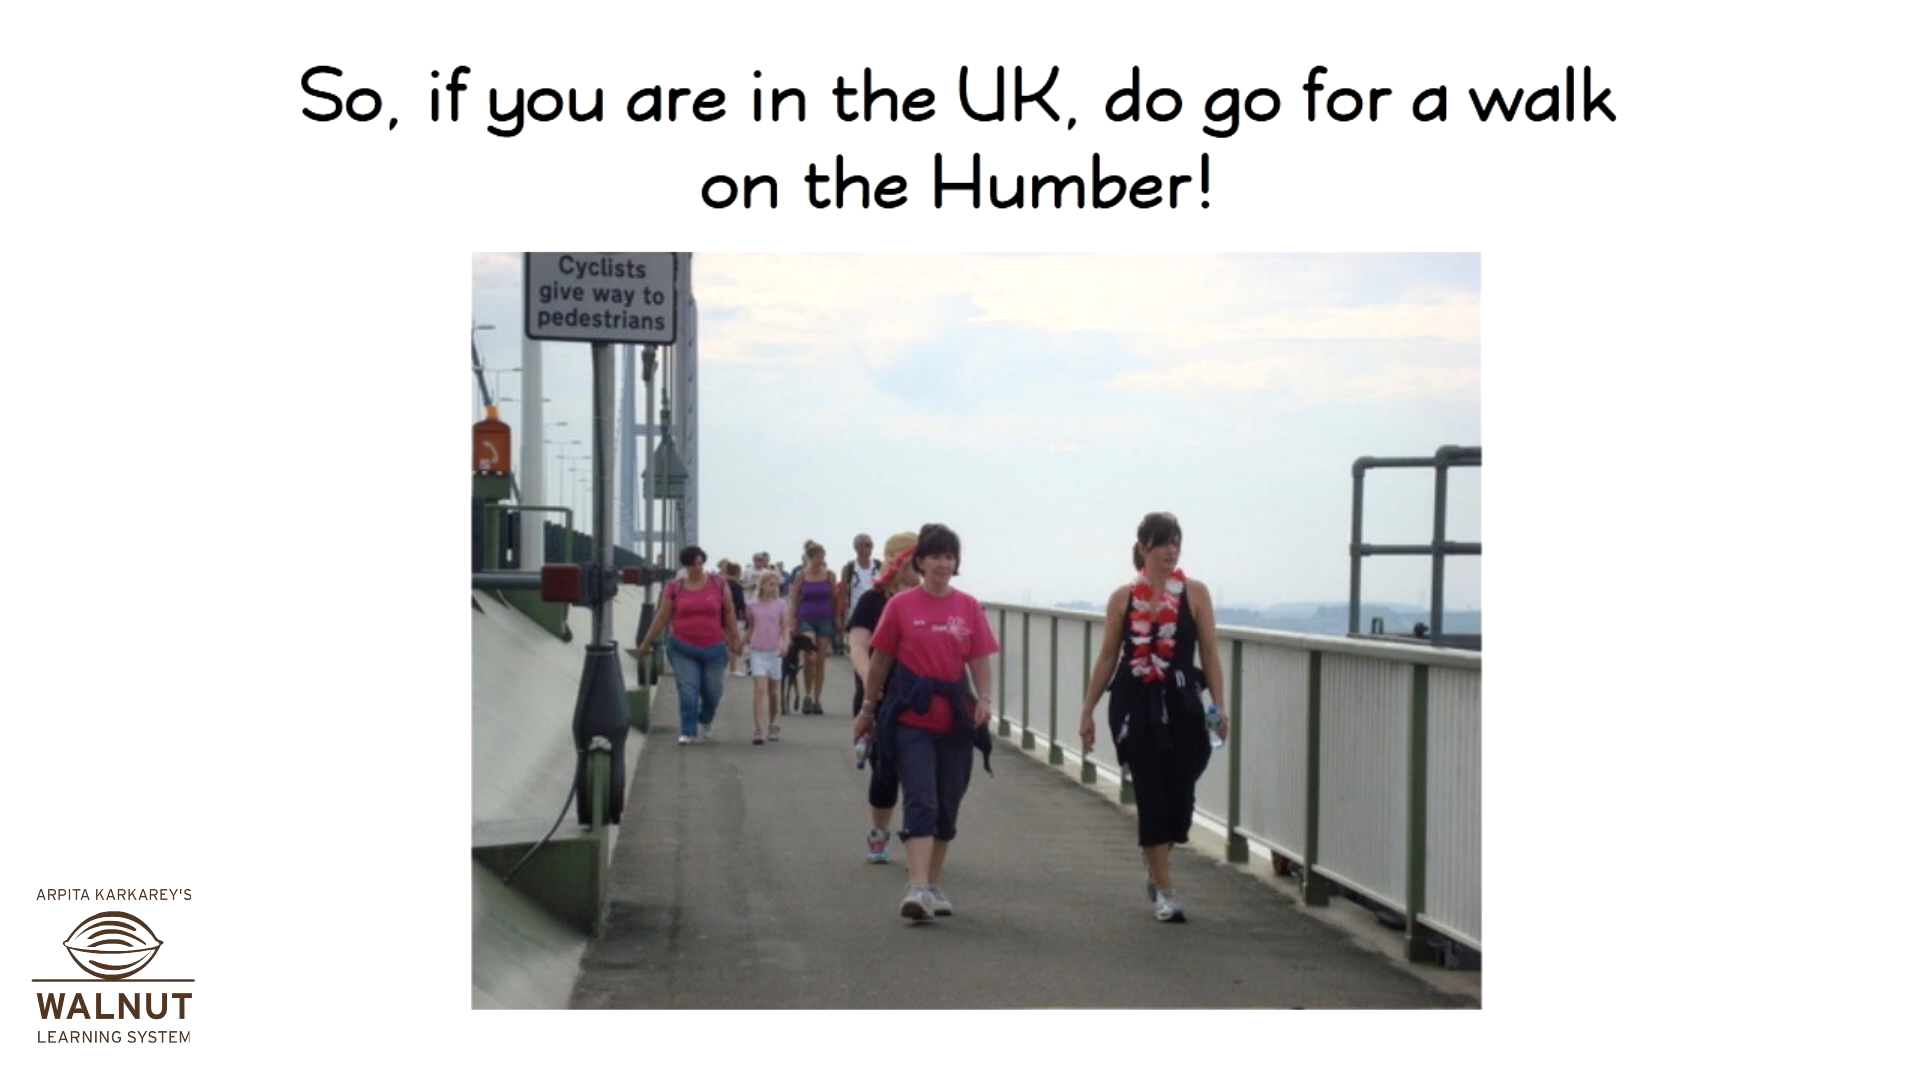 So, if you are in the UK, do go for a walk
on the Humber!
Cyclists
give way to
pedestrians
ARPITA KARKAREY'S
WALNUT
LEARNING SYSTEM